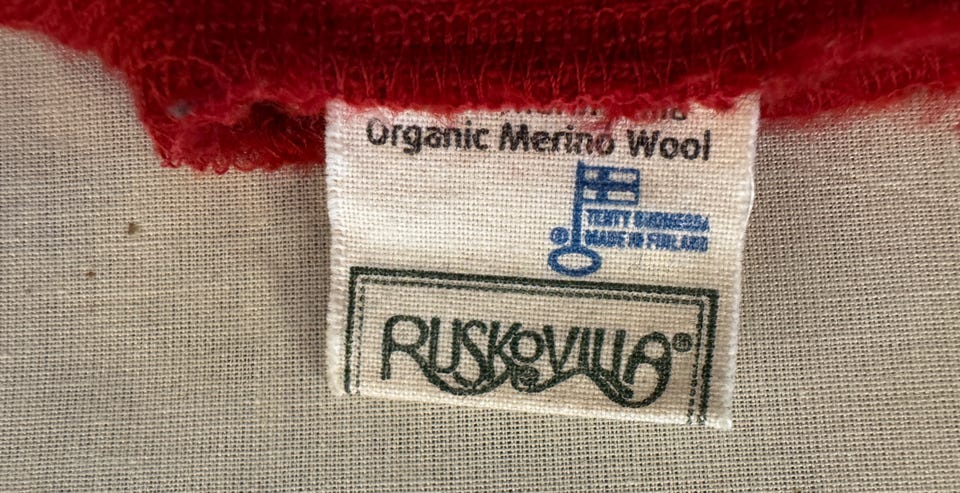 Organic Merino Wool
TEHTY SUOMESSA
® MADE IN FINLAND
RUSKOVILLA®